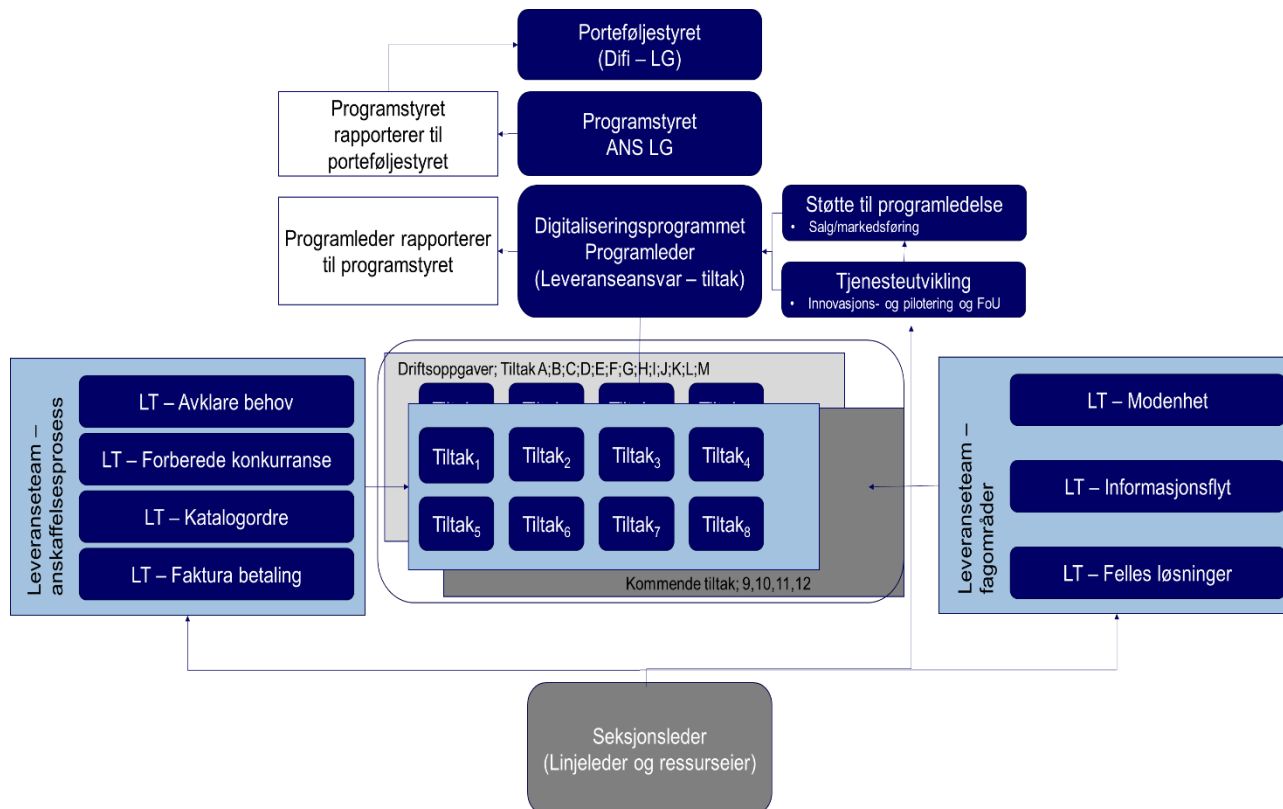 Porteføljestyret
(Difi – LG)
Programstyret
rapporterer til
porteføljestyret
Programstyret
ANS LG
Programleder rapporterer
til programstyret
Digitaliseringsprogrammet
Programleder
(Leveranseansvar – tiltak)
Støtte til programledelse
• Salg/markedsføring
Tjenesteutvikling
• Innovasjons- og pilotering og FoU
Leveranseteam –
anskaffelsesprosess
LT – Avklare behov
LT – Forberede konkurranse
LT – Katalogordre
LT – Faktura betaling
Driftsoppgaver; Tiltak A;B;C;D;E;F;G;H;I;J;K;L;M
Tiltak₁ Tiltak₂ Tiltak₃ Tiltak₄
Tiltak₅ Tiltak₆ Tiltak₇ Tiltak₈
Kommende tiltak; 9,10,11,12
Leveranseteam –
fagområder
LT – Modenhet
LT – Informasjonsflyt
LT – Felles løsninger
Seksjonsleder
(Linjeleder og ressurseier)